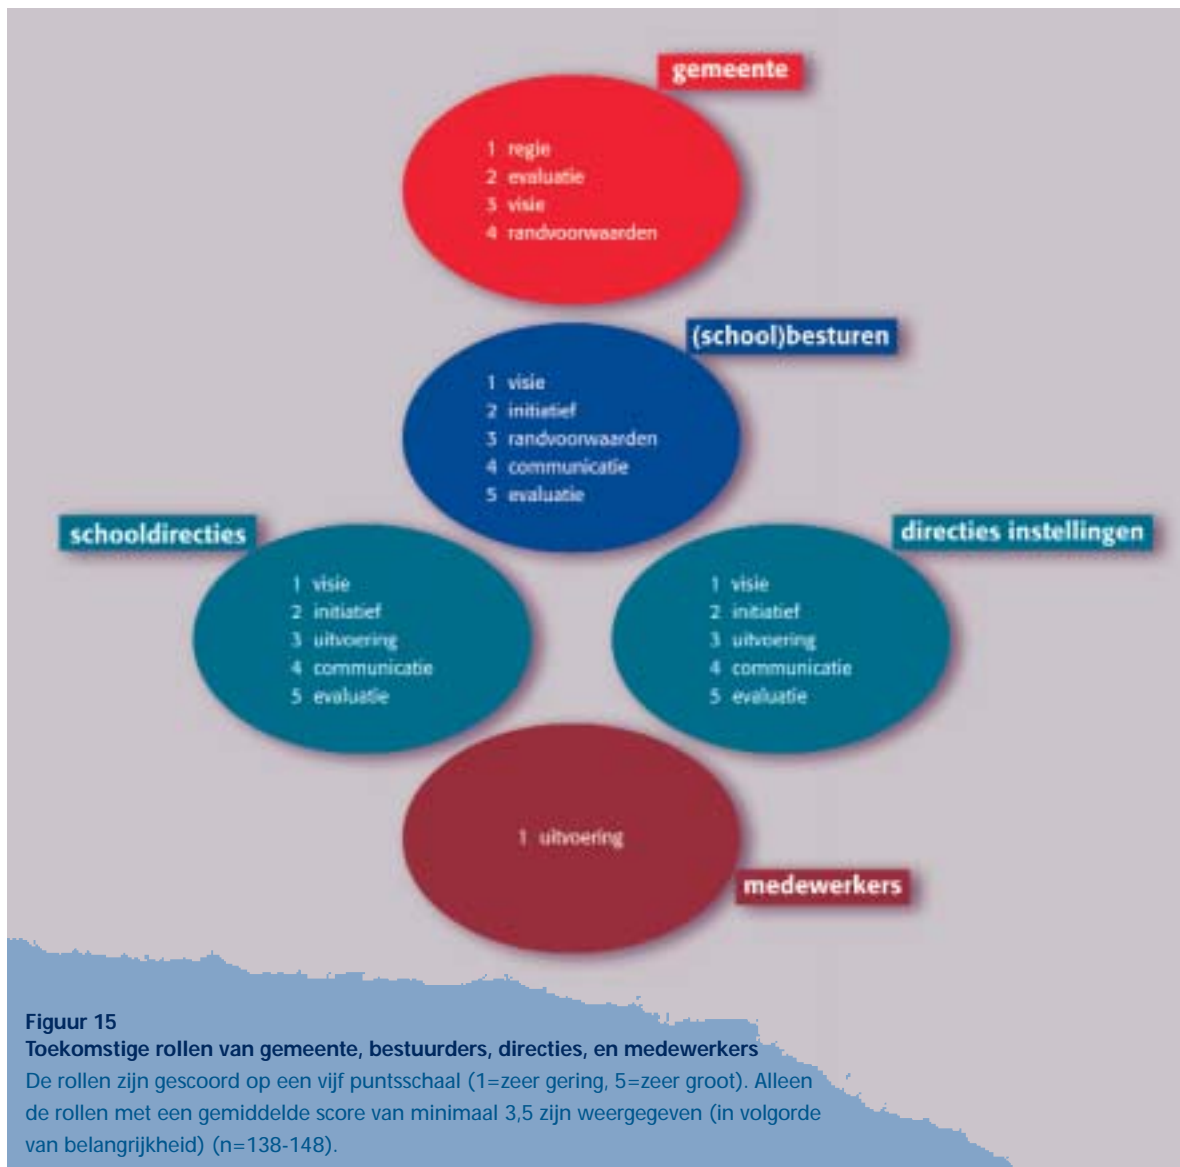 gemeente
1 regie
2 evaluatie
3 visie
4 randvoorwaarden
(school)besturen
1 visie
2 initiatief
3 randvoorwaarden
4 communicatie
5 evaluatie
schooldirecties
1 visie
2 initiatief
3 uitvoering
4 communicatie
5 evaluatie
directies instellingen
1 visie
2 initiatief
3 uitvoering
4 communicatie
5 evaluatie
1 uitvoering
medewerkers
Figuur 15
Toekomstige rollen van gemeente, bestuurders, directies, en medewerkers
De rollen zijn gescoord op een vijf puntsschaal (1=zeer gering, 5=zeer groot). Alleen
de rollen met een gemiddelde score van minimaal 3,5 zijn weergegeven (in volgorde
van belangrijkheid) (n=138-148).